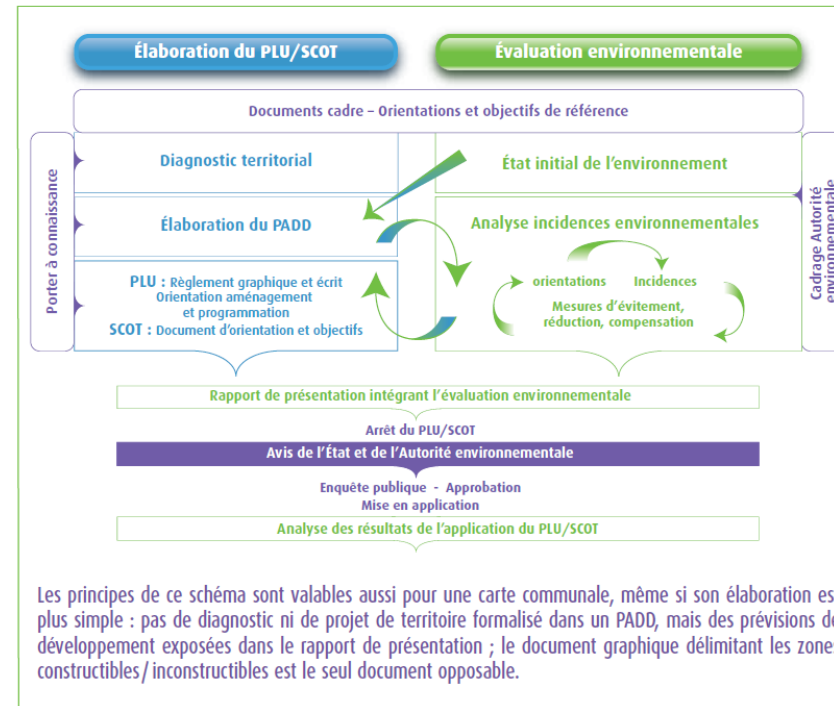 Élaboration du PLU/SCOT
Évaluation environnementale
Documents cadre – Orientations et objectifs de référence
Porter à connaissance
Diagnostic territorial
État initial de l'environnement
Élaboration du PADD
Analyse incidences environnementales
PLU : Règlement graphique et écrit
Orientation aménagement
et programmation
SCOT : Document d'orientation et objectifs
orientations
Incidences
Mesures d'évitement,
réduction, compensation
Cadrage Autorité
environnementale
Rapport de présentation intégrant l'évaluation environnementale
Arrêt du PLU/SCOT
Avis de l'État et de l'Autorité environnementale
Enquête publique - Approbation
Mise en application
Analyse des résultats de l'application du PLU/SCOT
Les principes de ce schéma sont valables aussi pour une carte communale, même si son élaboration es
plus simple : pas de diagnostic ni de projet de territoire formalisé dans un PADD, mais des prévisions de
développement exposées dans le rapport de présentation ; le document graphique délimitant les zones
constructibles/inconstructibles est le seul document opposable.